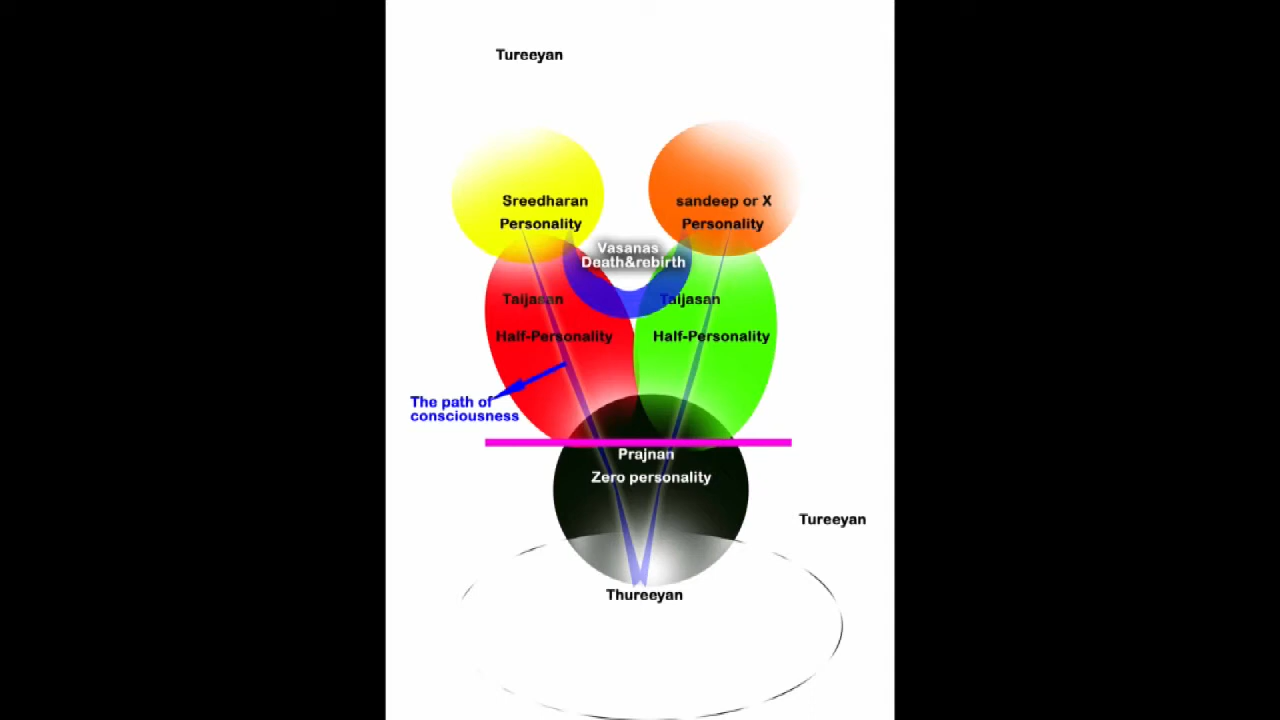 Tureeyan
Sreedharan
Personality
sandeep or X
Personality
Vasanas
Death&rebirth
Taijasan
Half-Personality
Taijasan
Half-Personality
The path of
consciousness
Prajnan
Zero personality
Tureeyan
Thureeyan